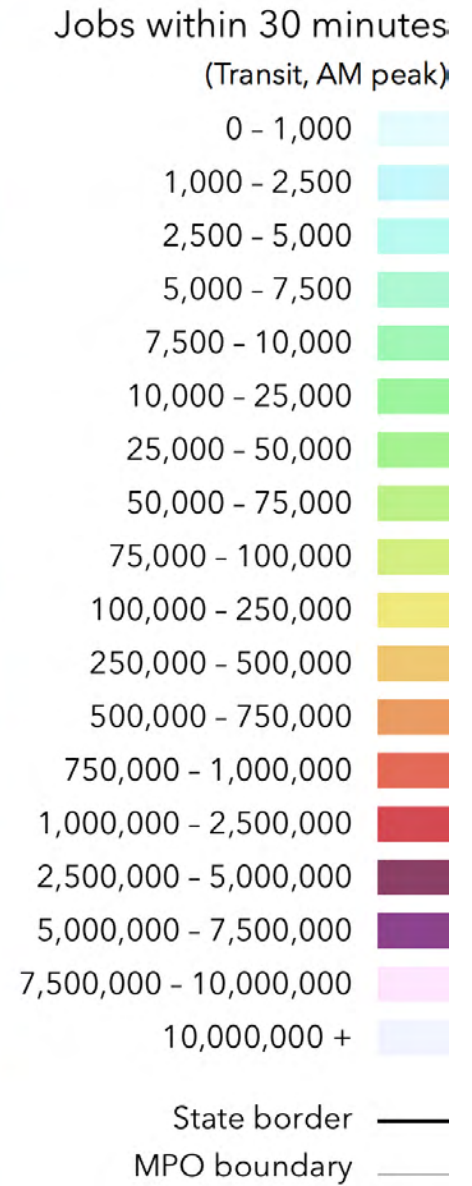 Jobs within 30 minutes
(Transit, AM peak)
0 – 1,000
1,000 – 2,500
2,500 – 5,000
5,000 – 7,500
7,500 – 10,000
10,000 – 25,000
25,000 – 50,000
50,000 – 75,000
75,000 – 100,000
100,000 – 250,000
250,000 – 500,000
500,000 – 750,000
750,000 – 1,000,000
1,000,000 – 2,500,000
2,500,000 – 5,000,000
5,000,000 – 7,500,000
7,500,000 – 10,000,000
10,000,000 +
State border
MPO boundary